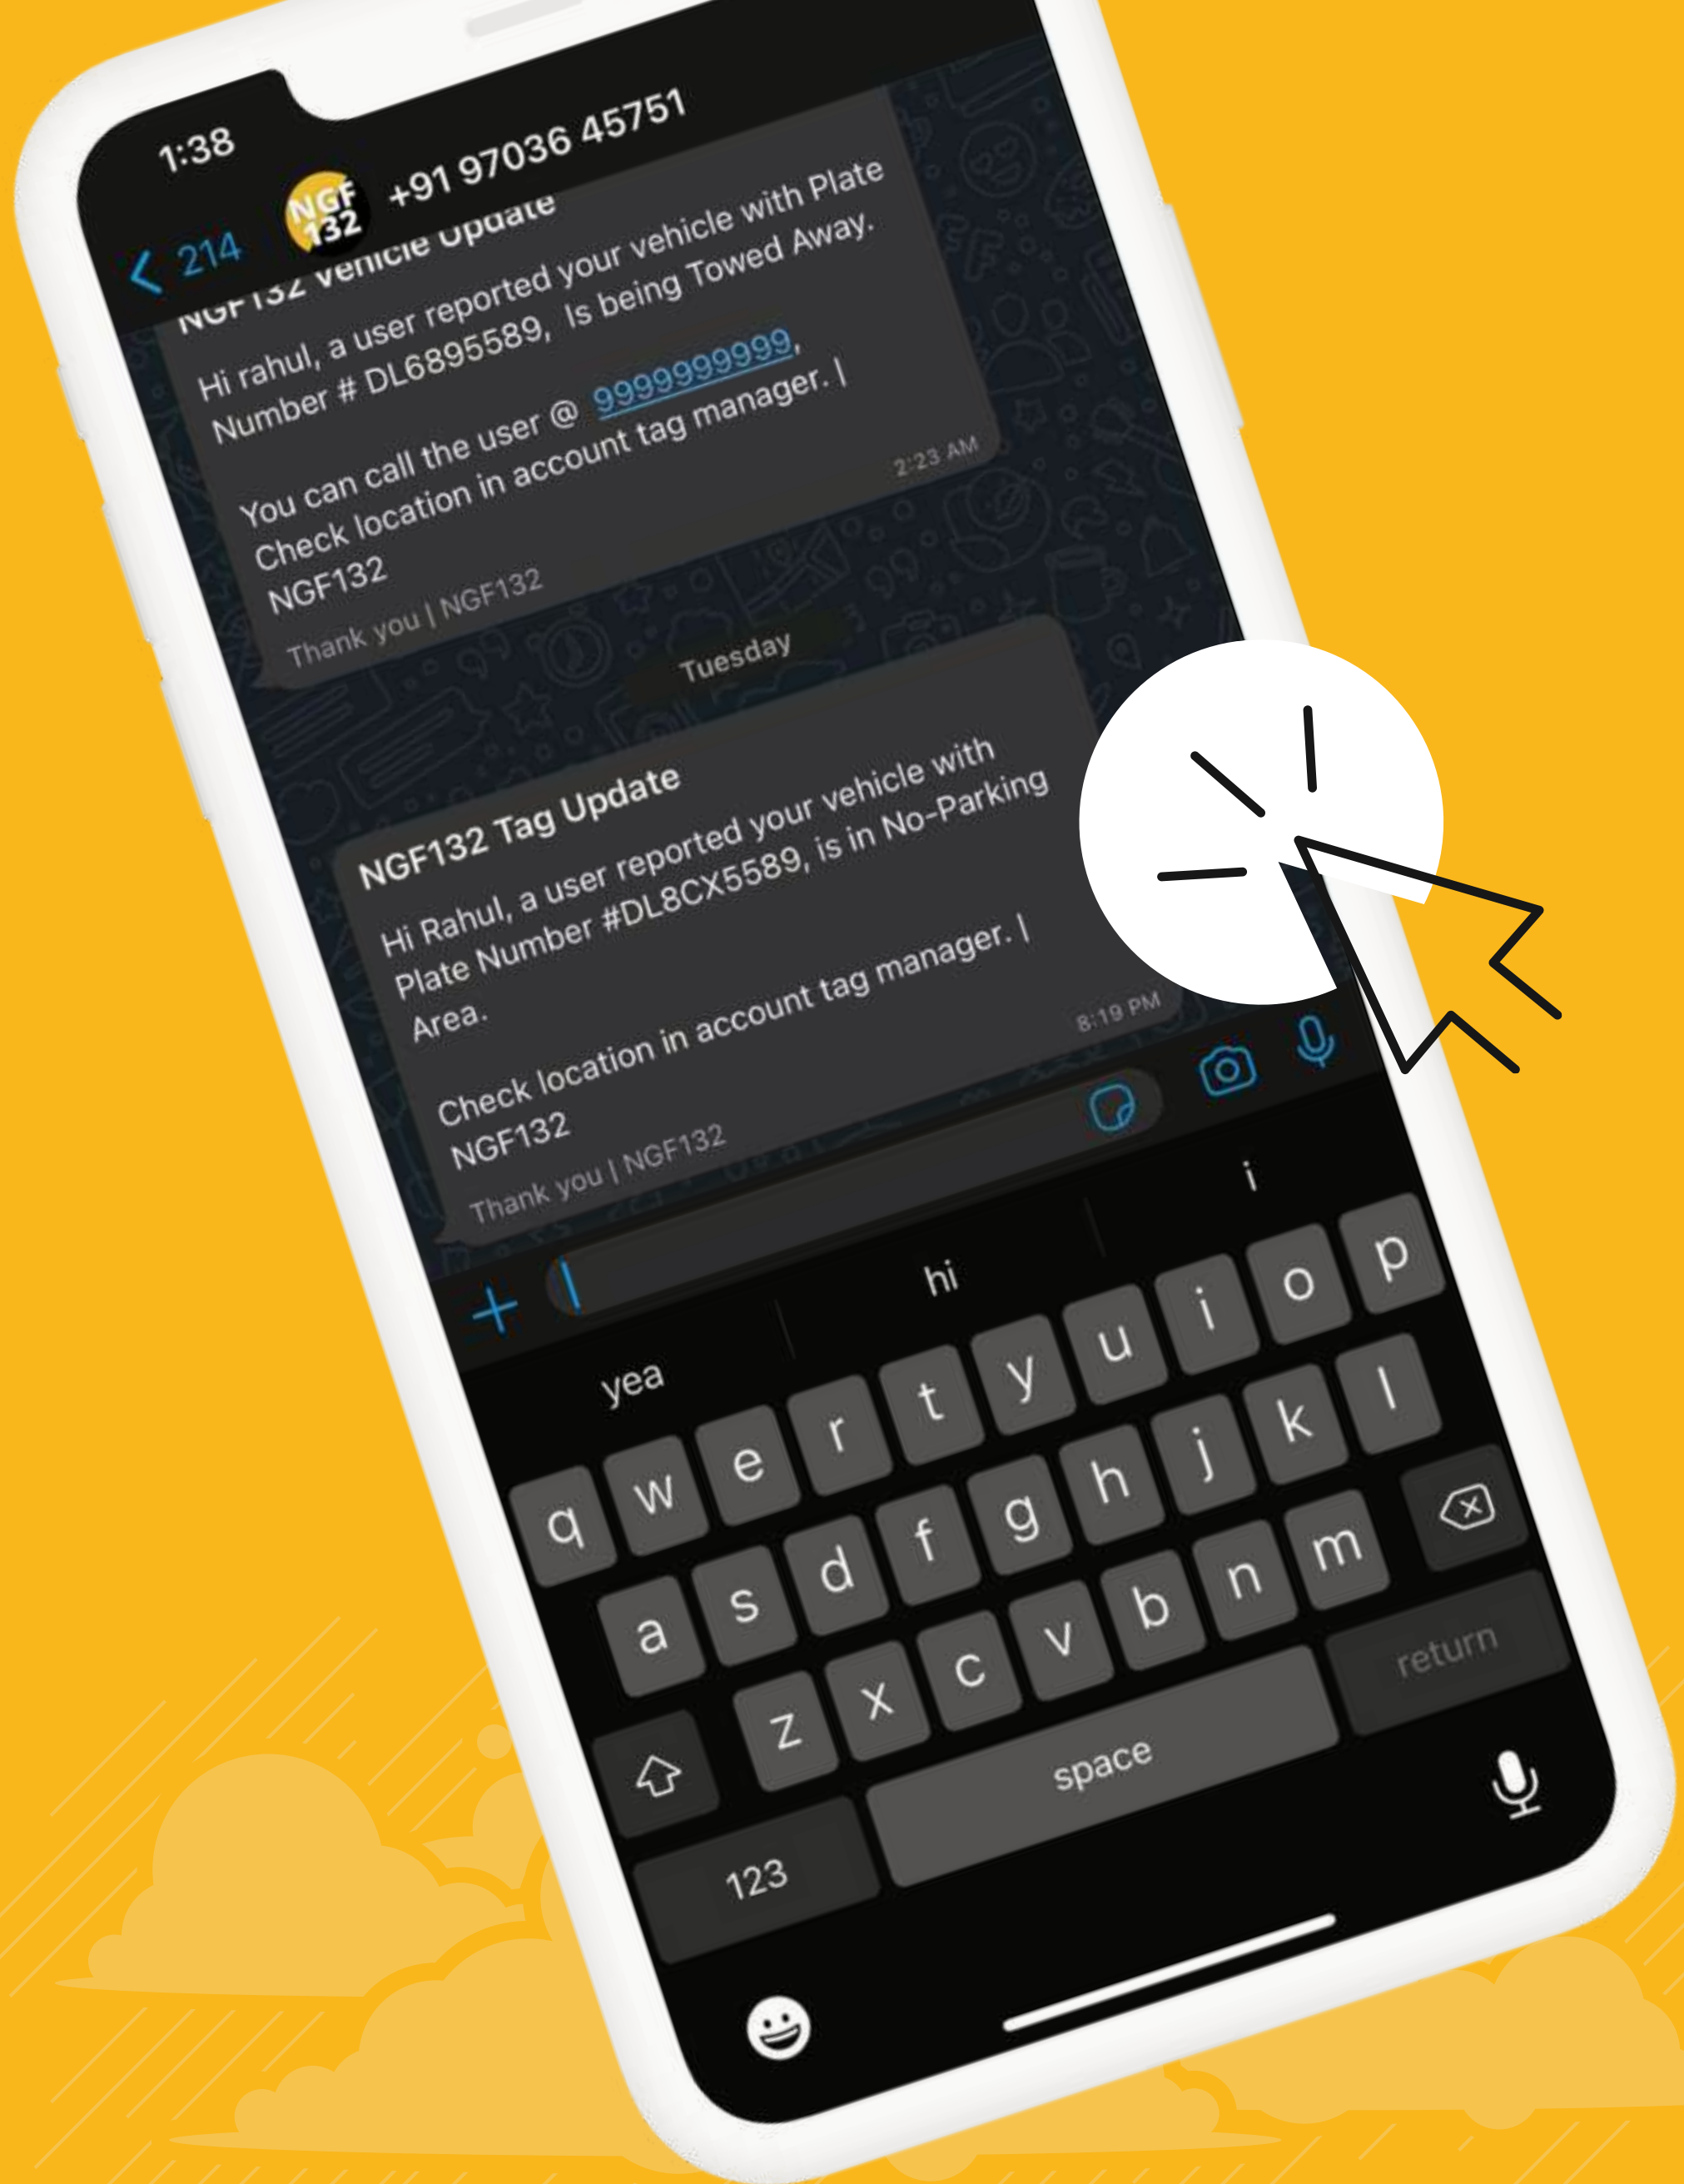 1:38
214
NGF
132
+91 97036 45751
NGF132 Vehicle Update
Hi rahul, a user reported your vehicle with Plate
Number # DL6895589,  Is being Towed Away.
You can call the user @ 9999999999,
Check location in account tag manager. |
NGF132
2:23 AM
Thank you | NGF132
Tuesday
NGF132 Tag Update
Hi Rahul, a user reported your vehicle with
Plate Number #DL8CX5589, is in No-Parking
Area.
Check location in account tag manager. |
NGF132
8:19 PM
Thank you | NGF132
yea hi i
q w e r t y u i o p
a s d f g h j k l
z x c v b n m
123 space return